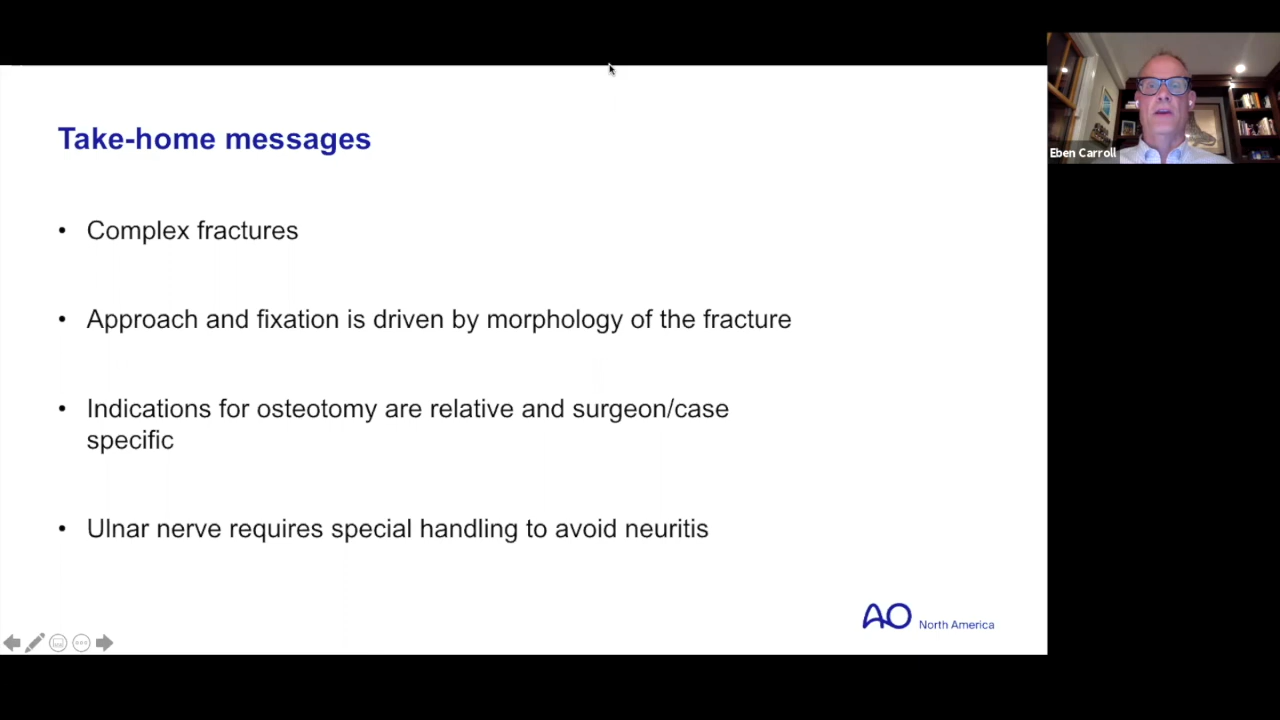 Take-home messages
• Complex fractures
• Approach and fixation is driven by morphology of the fracture
• Indications for osteotomy are relative and surgeon/case
specific
• Ulnar nerve requires special handling to avoid neuritis
AO North America
Eben Carroll